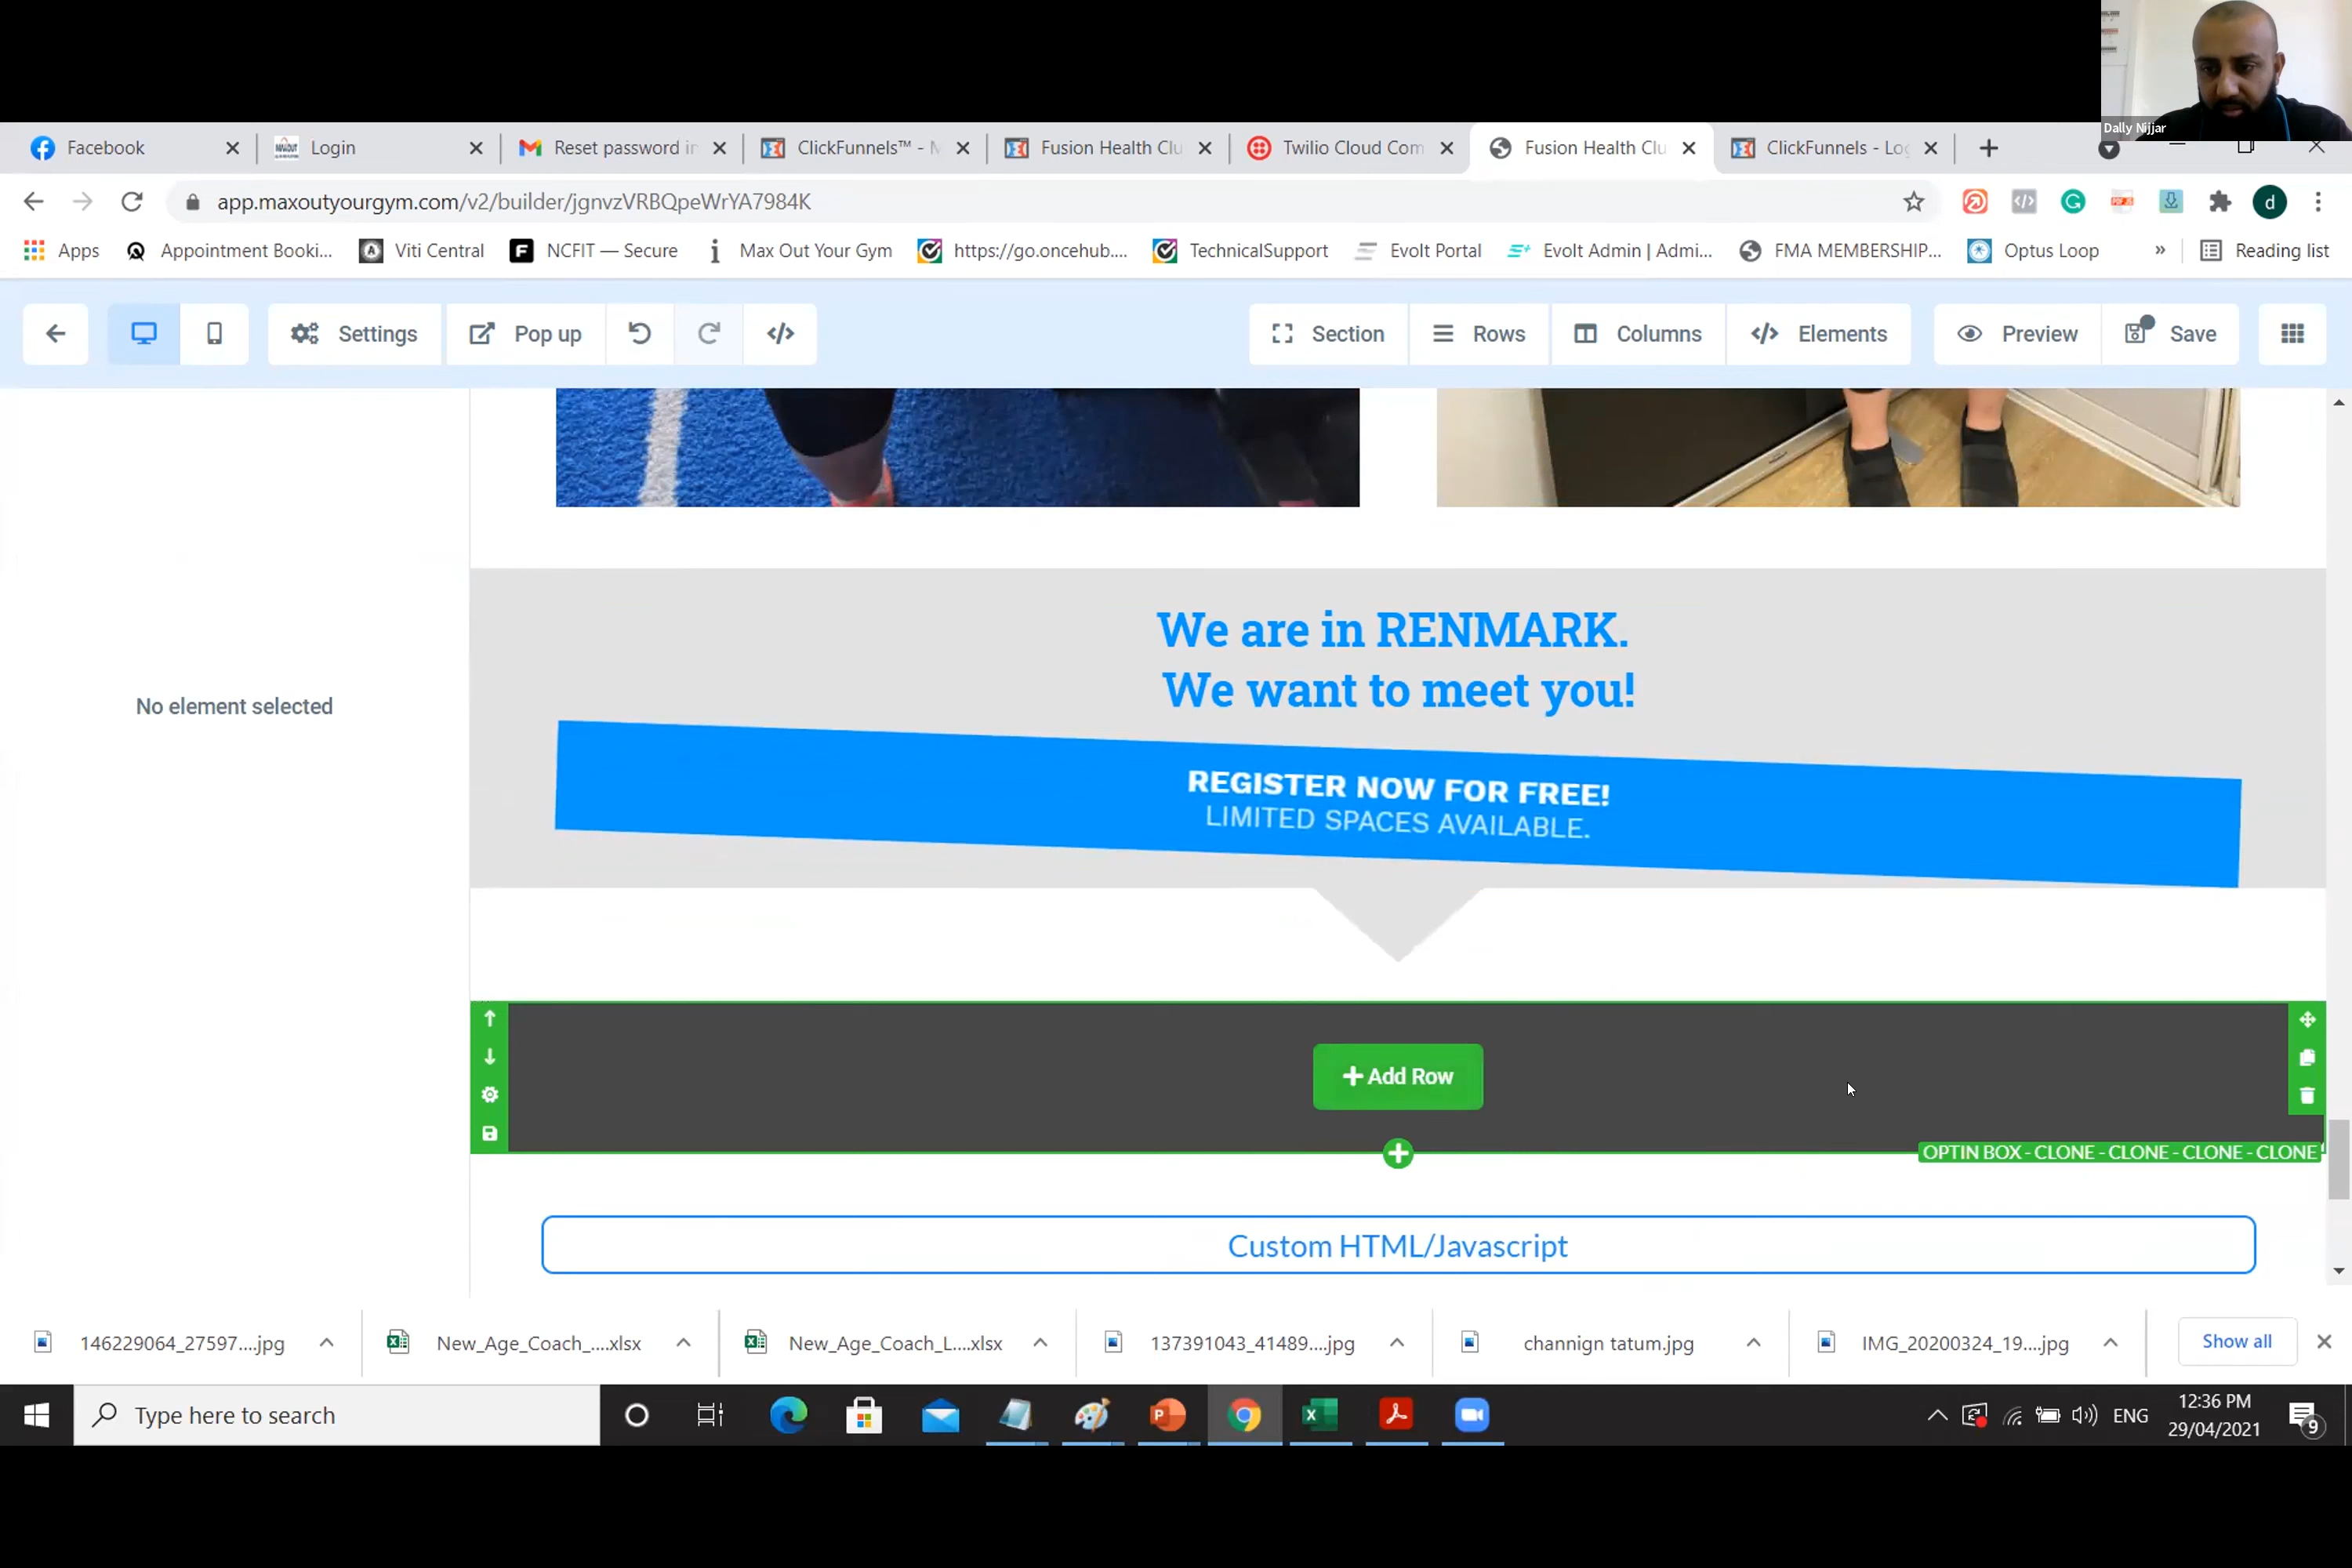 Dally Nijjar
Facebook
Login
Reset password in
ClickFunnels™ - M
Fusion Health Clu
Twilio Cloud Com
Fusion Health Clu
ClickFunnels - Log
app.maxoutyourgym.com/v2/builder/jgnvzVRBQpeWrYA7984K
d
Apps
Appointment Booki...
Viti Central
NCFIT — Secure
Max Out Your Gym
https://go.oncehub....
TechnicalSupport
Evolt Portal
Evolt Admin | Admi...
FMA MEMBERSHIP...
Optus Loop
»
Reading list
Settings
Pop up
Section
Rows
Columns
Elements
Preview
Save
No element selected
We are in RENMARK.
We want to meet you!
REGISTER NOW FOR FREE!
LIMITED SPACES AVAILABLE.
+ Add Row
OPTIN BOX - CLONE - CLONE - CLONE - CLONE
Custom HTML/Javascript
146229064_27597....jpg
New_Age_Coach_....xlsx
New_Age_Coach_L....xlsx
137391043_41489....jpg
channign tatum.jpg
IMG_20200324_19....jpg
Show all
Type here to search
ENG
12:36 PM
29/04/2021
9